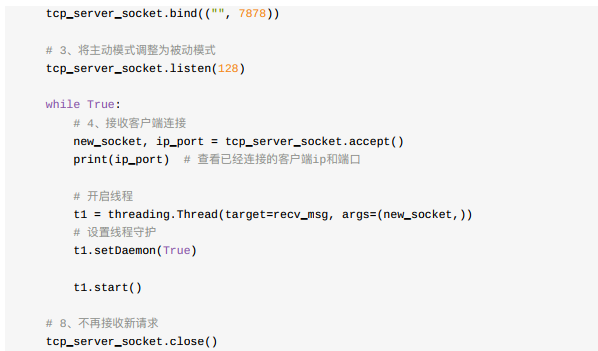 tcp_server_socket.bind(("", 7878))
# 3、将主动模式调整为被动模式
tcp_server_socket.listen(128)
while True:
# 4、接收客户端连接
new_socket, ip_port = tcp_server_socket.accept()
print(ip_port)  # 查看已经连接的客户端ip和端口
# 开启线程
t1 = threading.Thread(target=recv_msg, args=(new_socket,))
# 设置线程守护
t1.setDaemon(True)
t1.start()
# 8、不再接收新请求
tcp_server_socket.close()